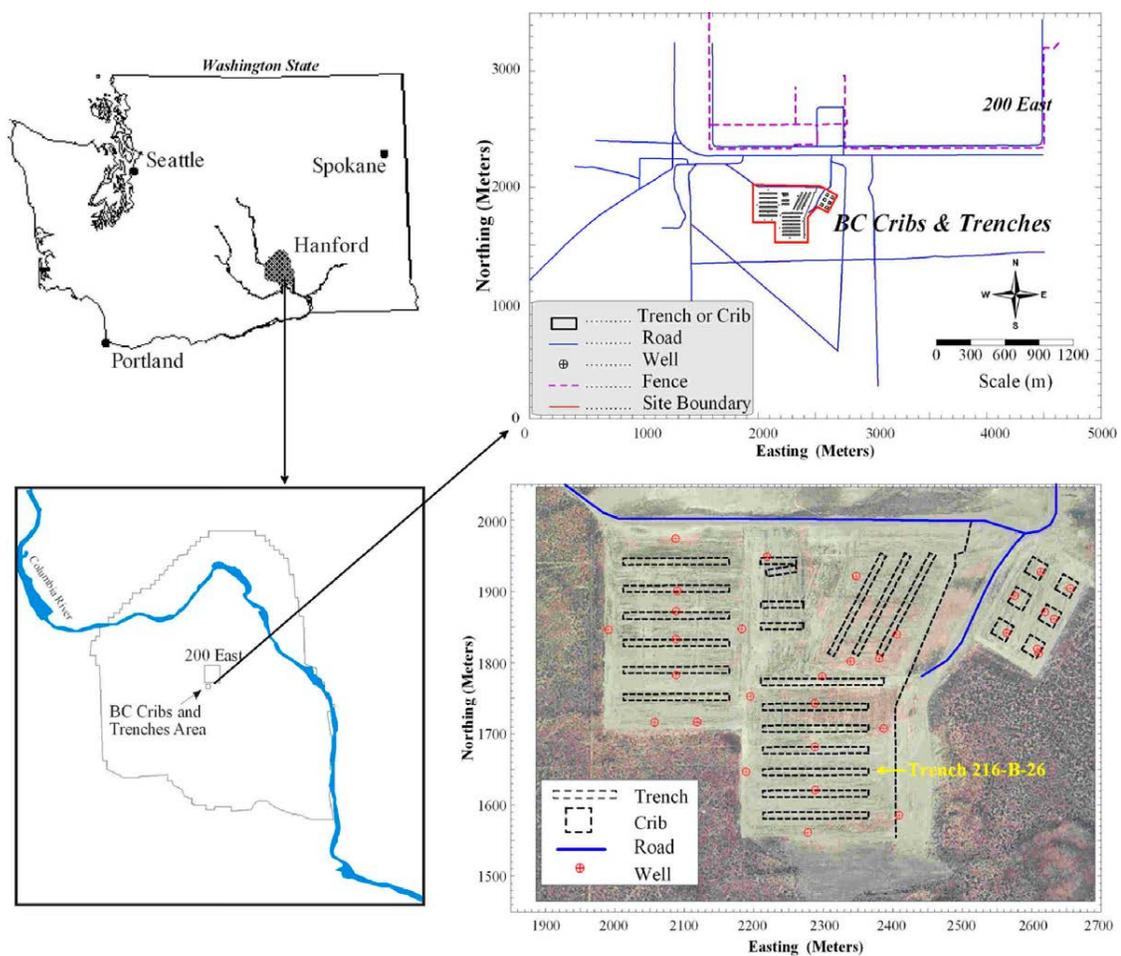 Washington State
Seattle
Spokane
Hanford
Portland
Northing (Meters)
3000
2000
1000
0
200 East
BC Cribs & Trenches
N
W
E
S
0 300 600 900 1200
Scale (m)
.......... Trench or Crib
.......... Road
.......... Well
.......... Fence
.......... Site Boundary
0 1000 2000 3000 4000 5000
Easting (Meters)
Columbia River
200 East
BC Cribs and
Trenches Area
Northing (Meters)
2000
1900
1800
1700
1600
1500
Trench 216-B-26
Trench
Crib
Road
Well
1900 2000 2100 2200 2300 2400 2500 2600 2700
Easting (Meters)